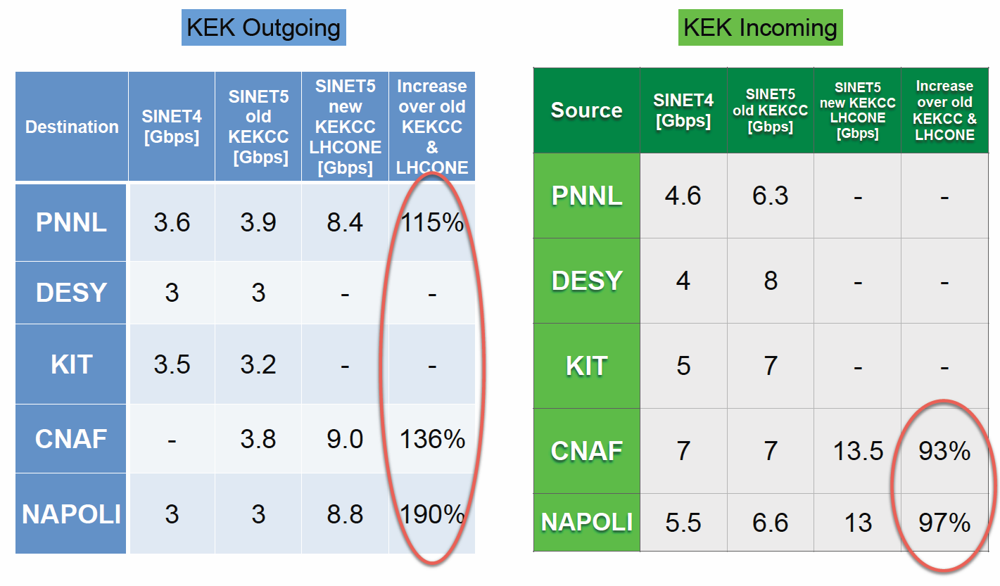 KEK Outgoing
Destination
SINET4
[Gbps]
SINET5
old
KEKCC
[Gbps]
SINET5
new
KEKCC
LHCONE
[Gbps]
Increase
over old
KEKCC
&
LHCONE
PNNL 3.6 3.9 8.4 115%
DESY 3 3 - -
KIT 3.5 3.2 - -
CNAF - 3.8 9.0 136%
NAPOLI 3 3 8.8 190%
KEK Incoming
Source
SINET4
[Gbps]
SINET5
old KEKCC
[Gbps]
SINET5
new KEKCC
LHCONE
[Gbps]
Increase
over old
KEKCC &
LHCONE
PNNL 4.6 6.3 - -
DESY 4 8 - -
KIT 5 7 - -
CNAF 7 7 13.5 93%
NAPOLI 5.5 6.6 13 97%